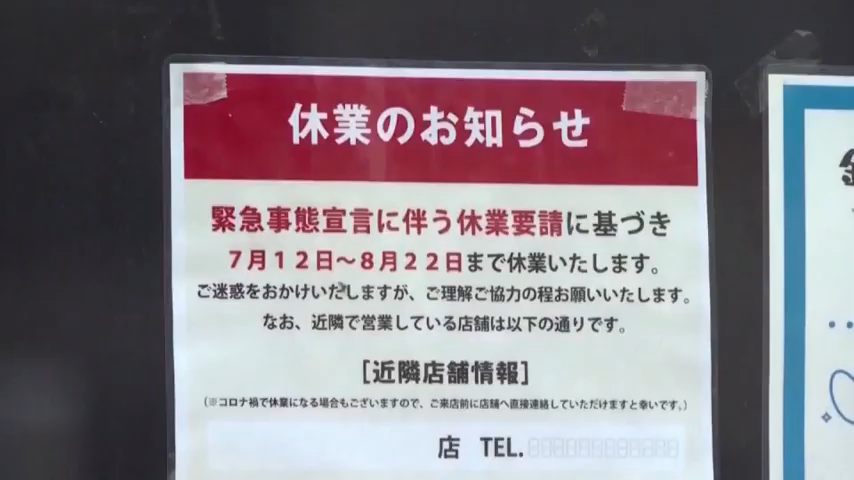 休業のお知らせ
緊急事態宣言に伴う休業要請に基づき
7月12日~8月22日まで休業いたします。
ご迷惑をおかけいたしますが、ご理解ご協力の程お願いいたします。
なお、近隣で営業している店舗は以下の通りです。
［近隣店舗情報］
(※コロナ禍で休業になる場合もございますので、ご来店前に店舗へ直接連絡していただけますと幸いです。)
店 TEL.